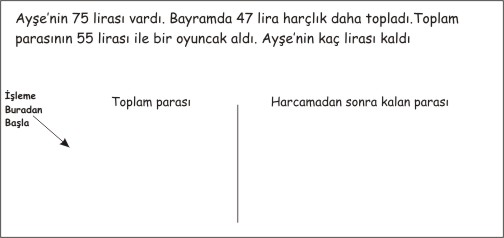 Ayşe'nin 75 lirası vardı. Bayramda 47 lira harçlık daha topladı.Toplam
parasının 55 lirası ile bir oyuncak aldı. Ayşe'nin kaç lirası kaldı
İşleme
Buradan
Başla
Toplam parası
Harcamadan sonra kalan parası